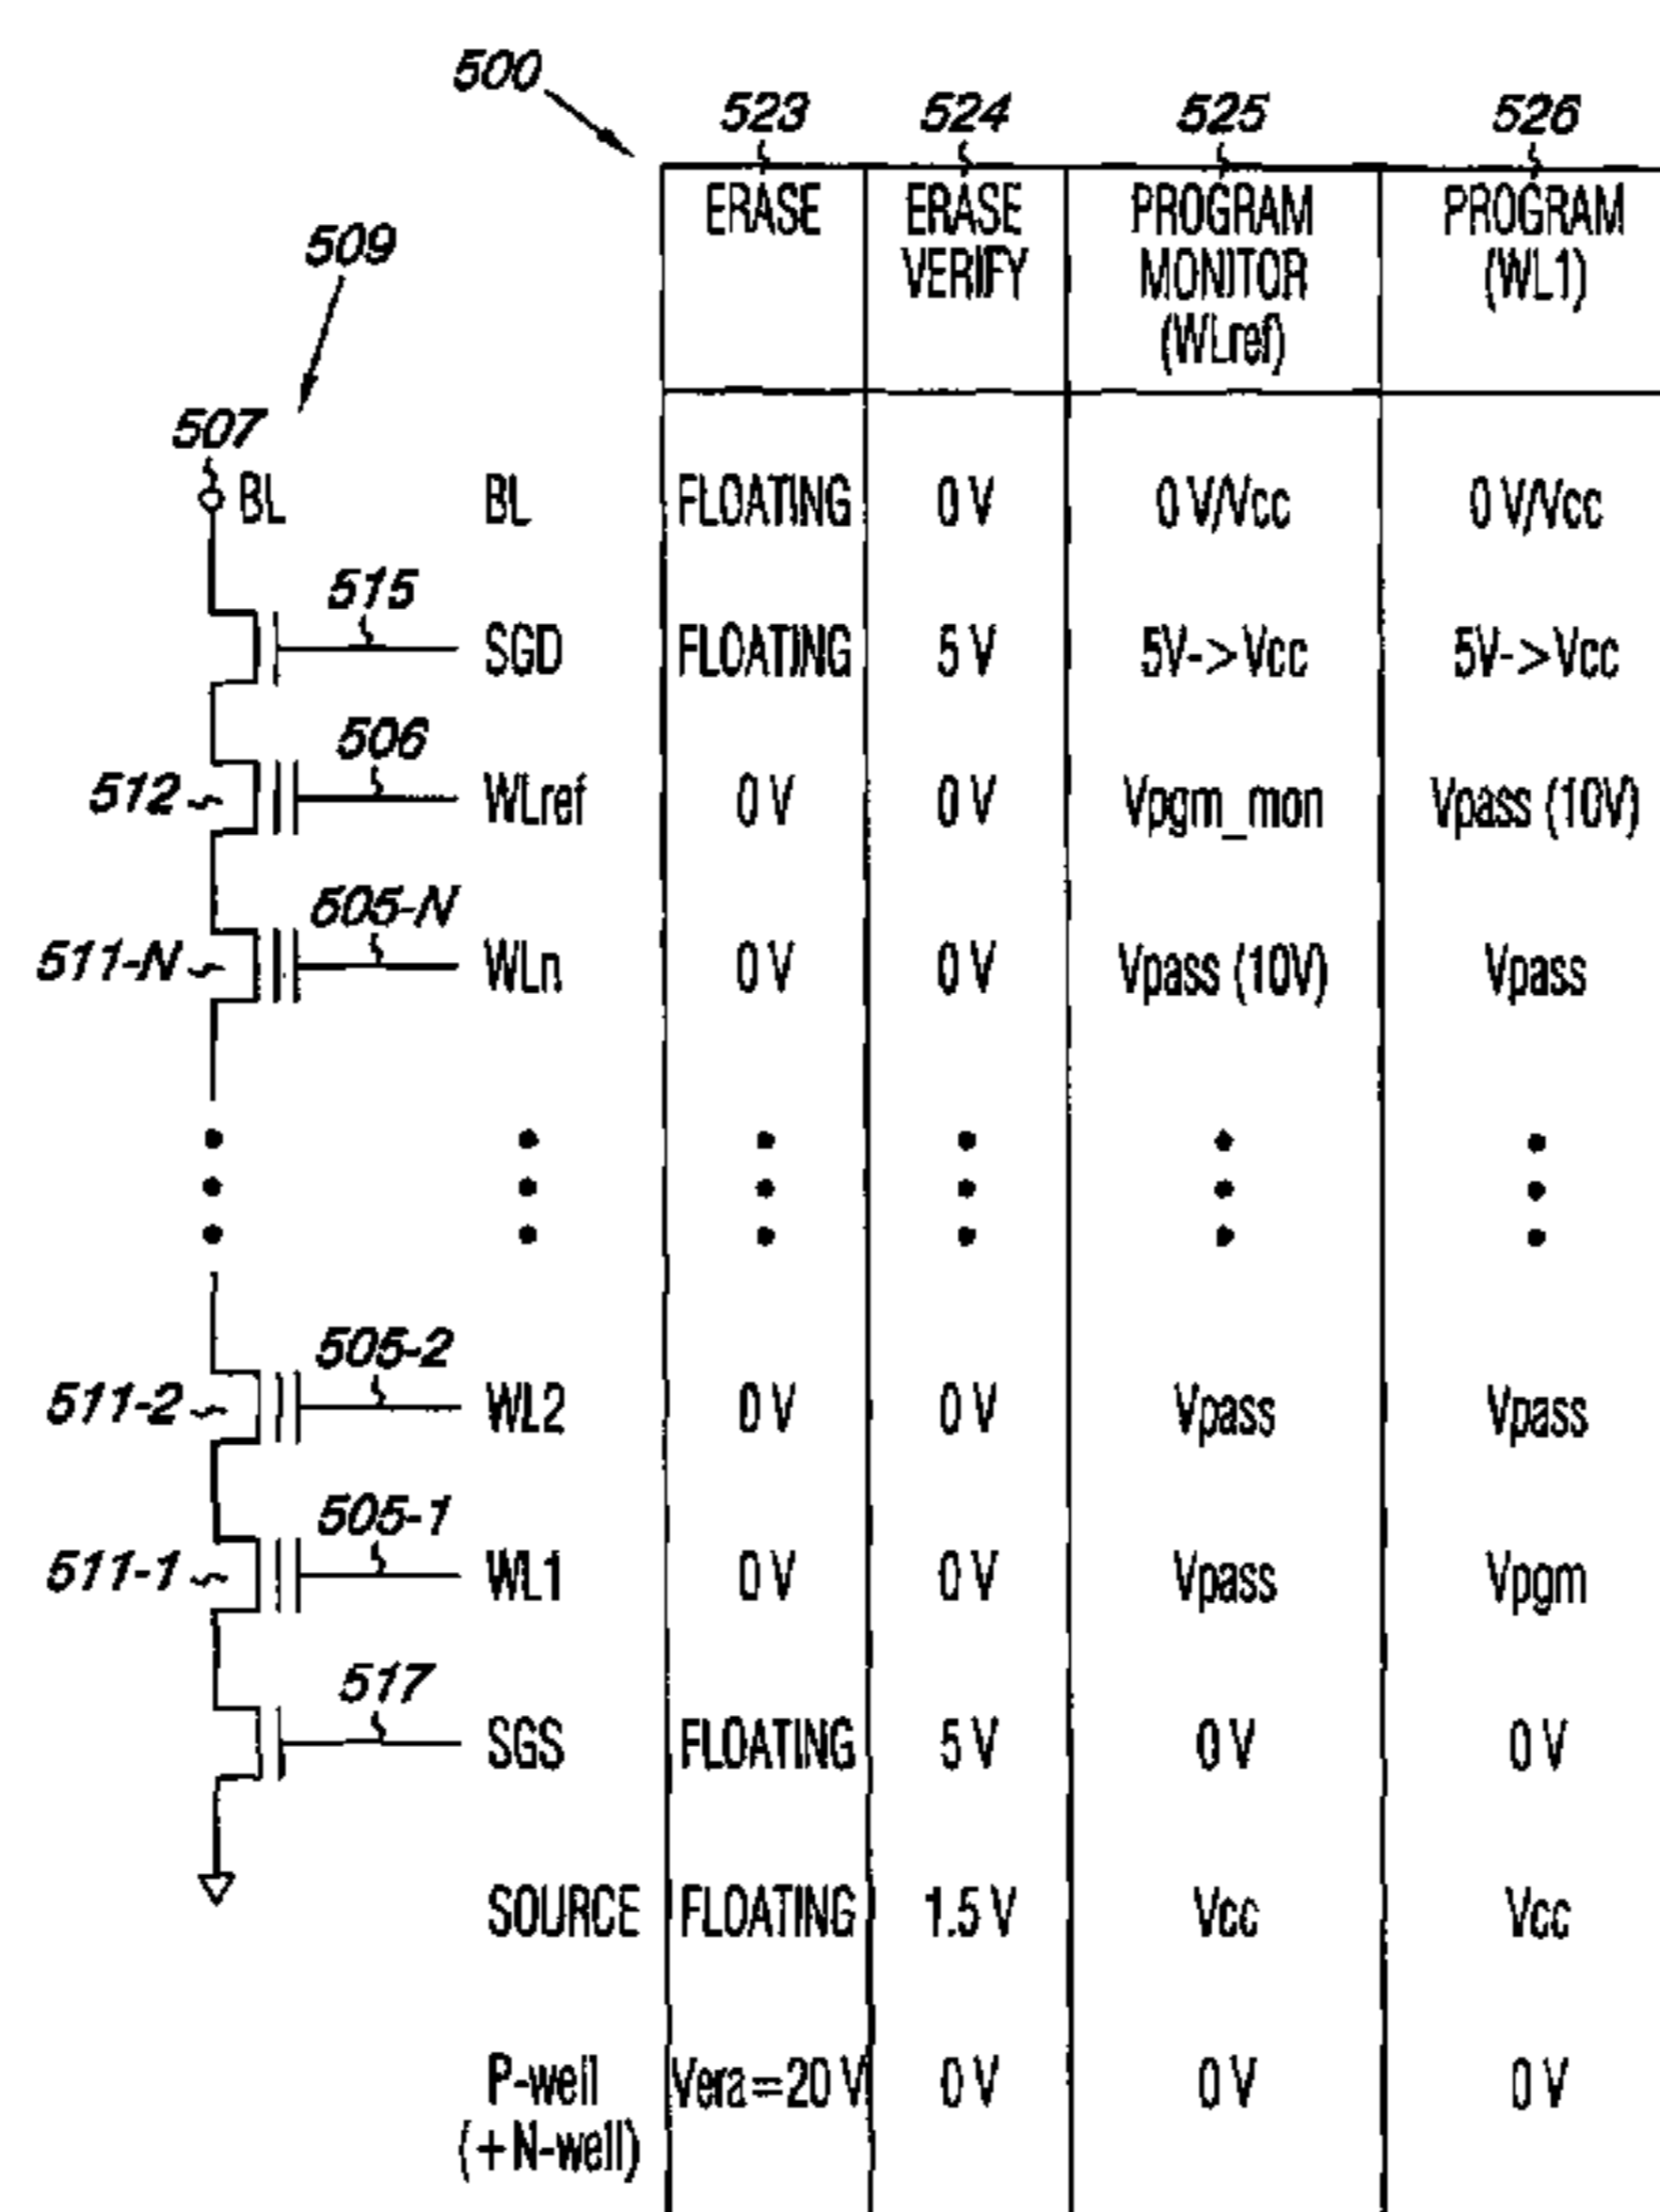 500
523 524 525 526
ERASE ERASE PROGRAM PROGRAM
VERIFY MONITOR (WL1)
(WLref)
509
507
BL BL FLOATING 0 V 0 V/Vcc 0 V/Vcc
515
SGD FLOATING 5 V 5V->Vcc 5V->Vcc
506
512 WLref 0 V 0 V Vpgm_mon Vpass (10V)
505-N
511-N WLn 0 V 0 V Vpass (10V) Vpass
505-2
511-2 WL2 0 V 0 V Vpass Vpass
505-1
511-1 WL1 0 V 0 V Vpass Vpgm
517
SGS FLOATING 5 V 0 V 0 V
SOURCE FLOATING 1.5 V Vcc Vcc
P-well Vera=20 V 0 V 0 V 0 V
(+N-well)